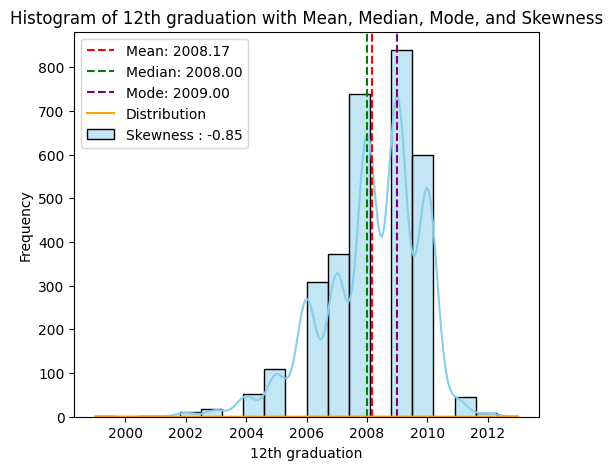 Histogram of 12th graduation with Mean, Median, Mode, and Skewness
Mean: 2008.17
Median: 2008.00
Mode: 2009.00
Distribution
Skewness : -0.85
Frequency
800
700
600
500
400
300
200
100
0
2000 2002 2004 2006 2008 2010 2012
12th graduation